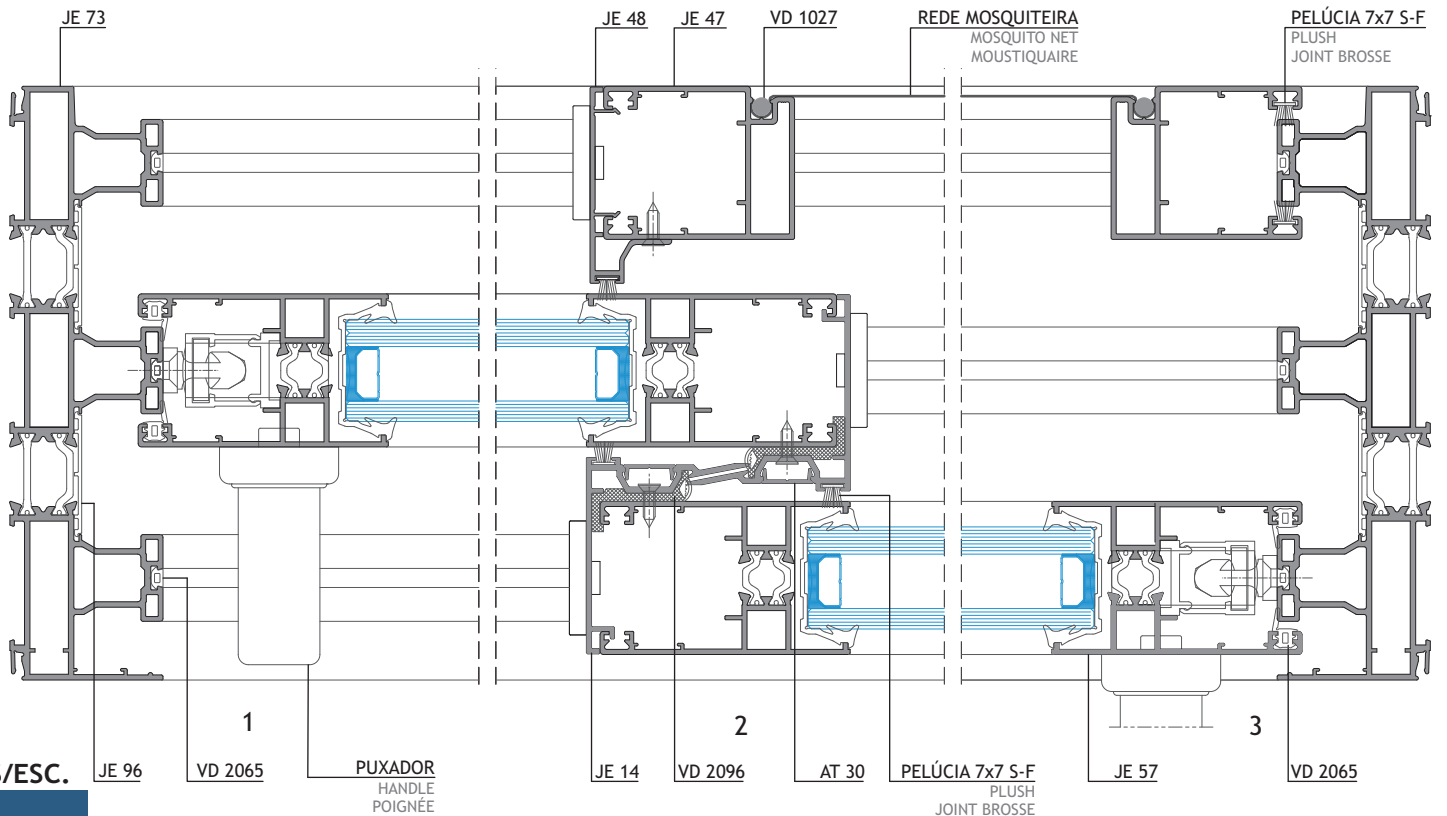 JE 73
JE 48
JE 47
VD 1027
REDE MOSQUITEIRA
MOSQUITO NET
MOUSTIQUAIRE
PELÚCIA 7x7 S-F
PLUSH
JOINT BROSSE
1
2
3
/ESC.
JE 96
VD 2065
PUXADOR
HANDLE
POIGNÉE
JE 14
VD 2096
AT 30
PELÚCIA 7x7 S-F
PLUSH
JOINT BROSSE
JE 57
VD 2065